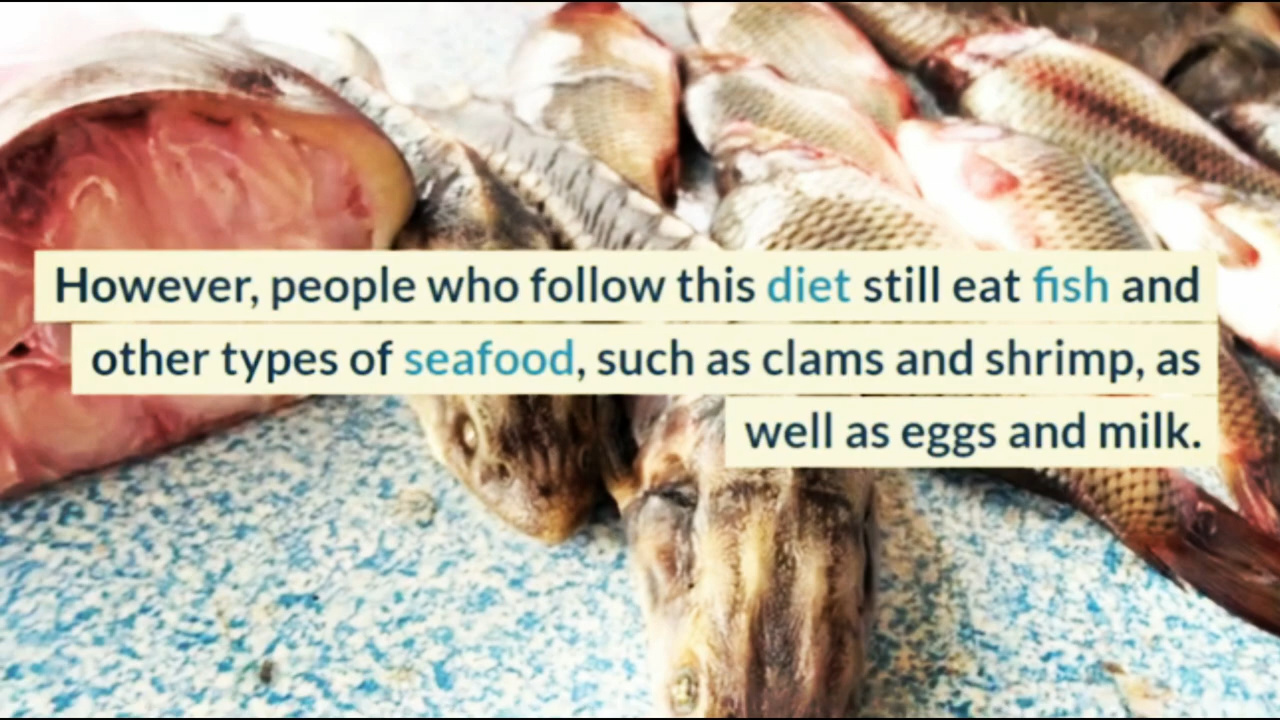 However, people who follow this diet still eat fish and
other types of seafood, such as clams and shrimp, as
well as eggs and milk.